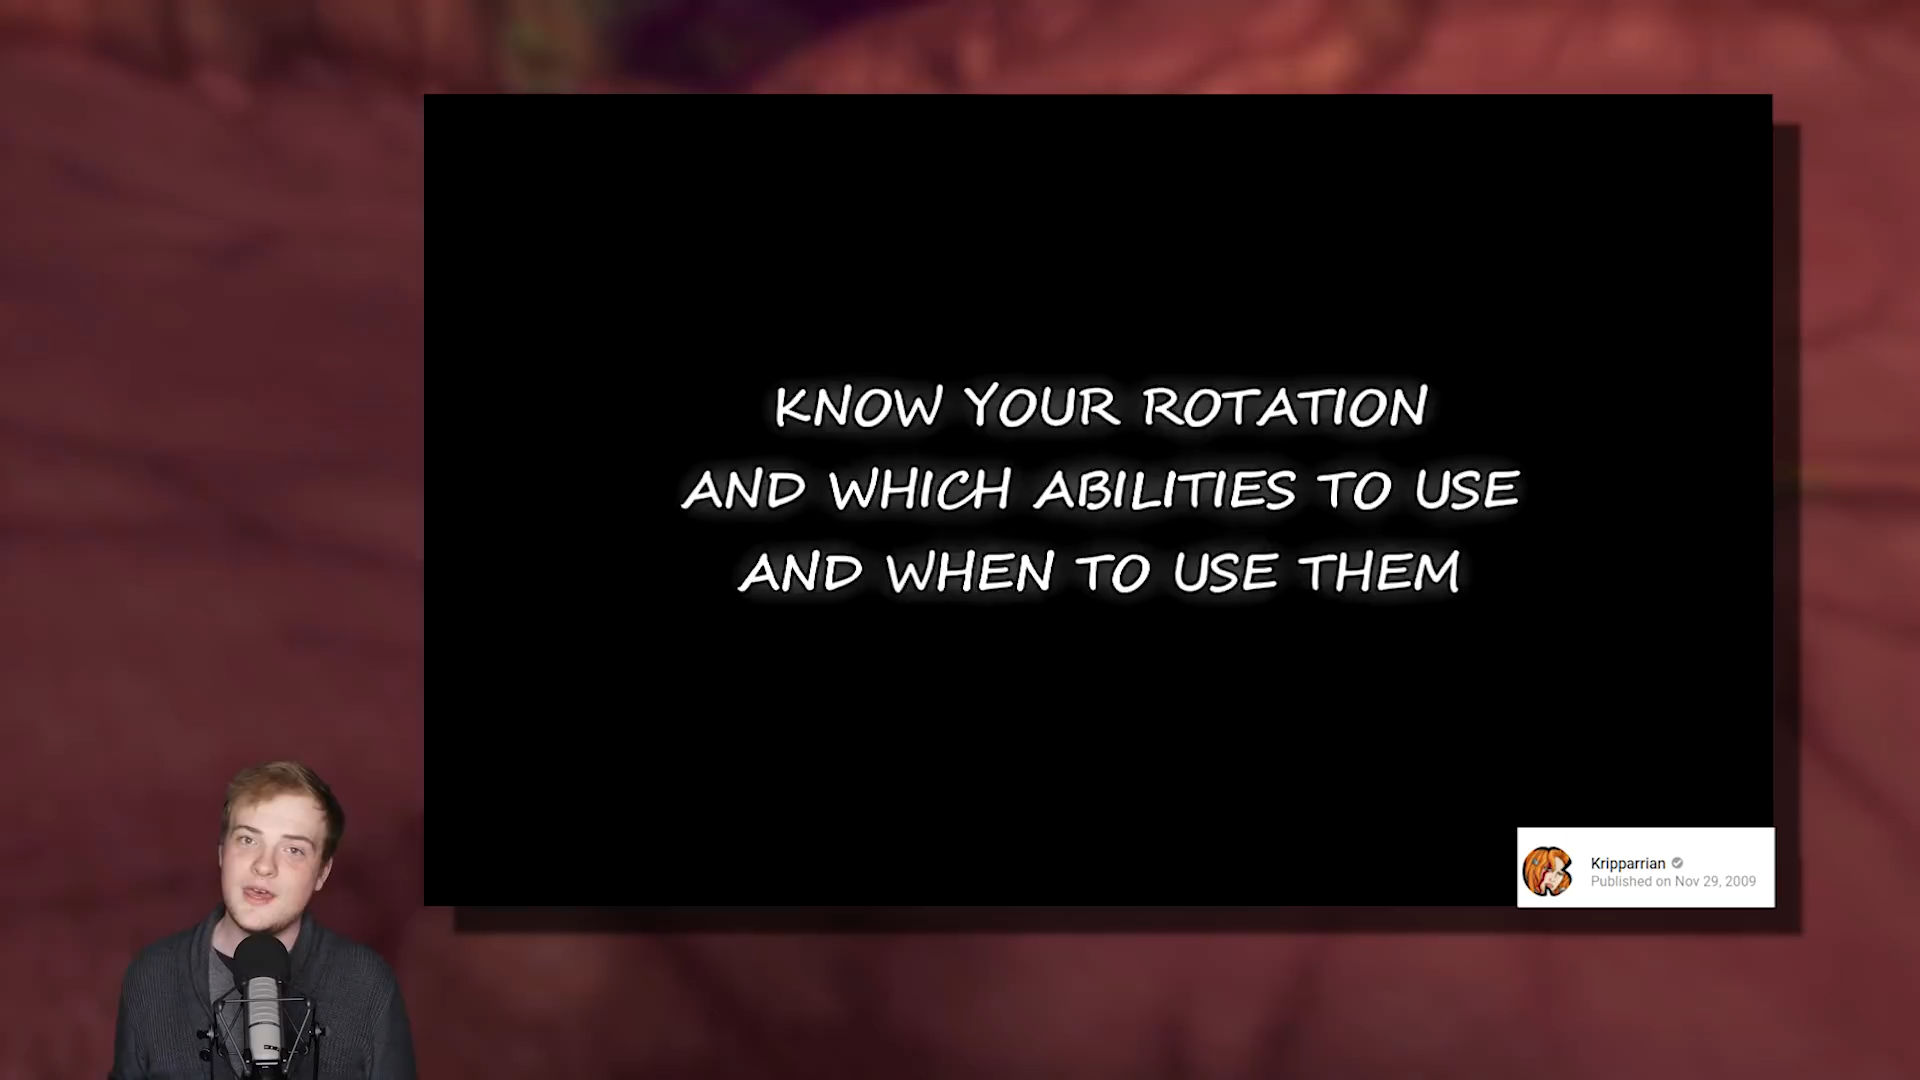 KNOW YOUR ROTATION
AND WHICH ABILITIES TO USE
AND WHEN TO USE THEM
Kripparrian
Published on Nov 29, 2009